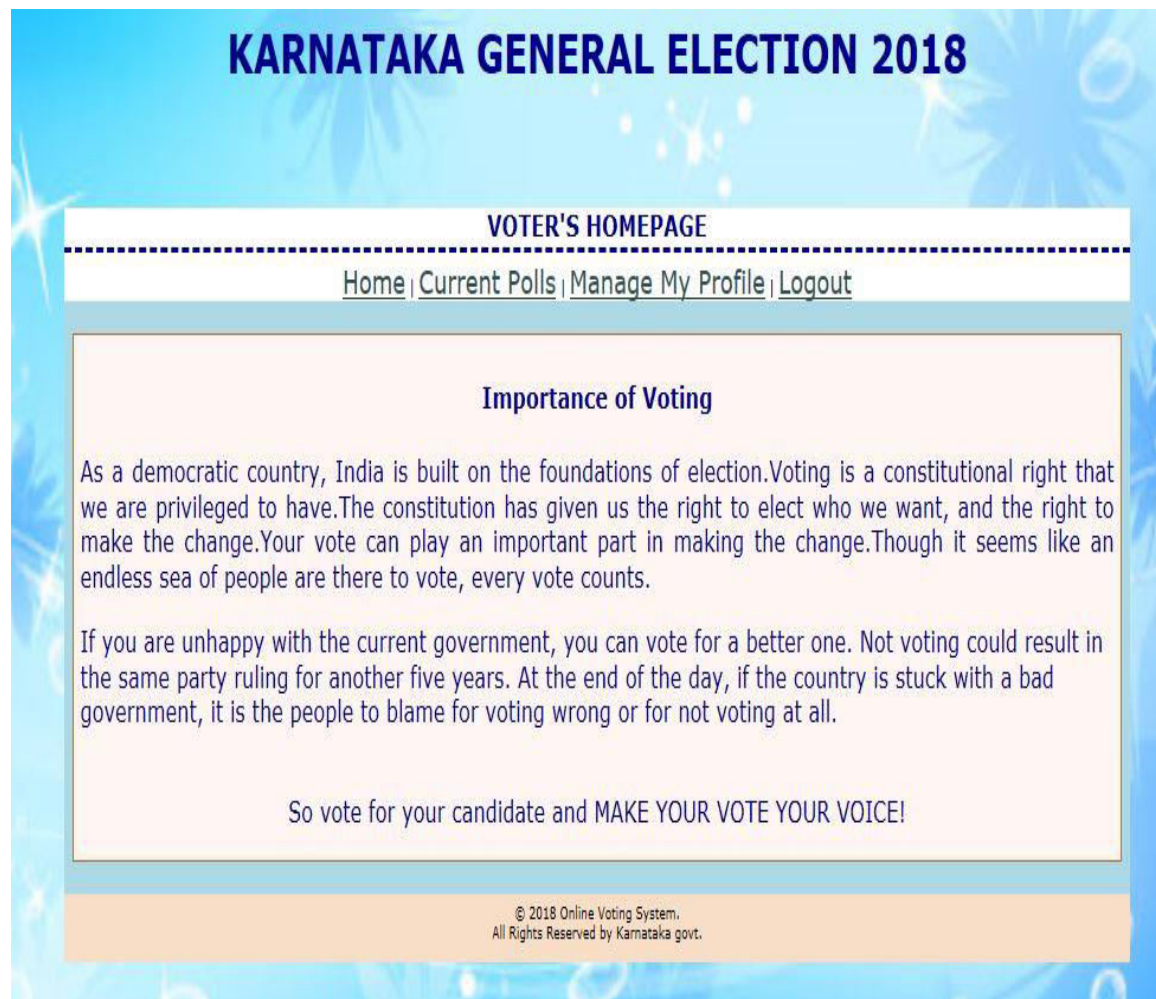 KARNATAKA GENERAL ELECTION 2018
VOTER'S HOMEPAGE
Home | Current Polls | Manage My Profile | Logout
Importance of Voting
As a democratic country, India is built on the foundations of election.Voting is a constitutional right that
we are privileged to have.The constitution has given us the right to elect who we want, and the right to
make the change.Your vote can play an important part in making the change.Though it seems like an
endless sea of people are there to vote, every vote counts.
If you are unhappy with the current government, you can vote for a better one. Not voting could result in
the same party ruling for another five years. At the end of the day, if the country is stuck with a bad
government, it is the people to blame for voting wrong or for not voting at all.
So vote for your candidate and MAKE YOUR VOTE YOUR VOICE!
© 2018 Online Voting System.
All Rights Reserved by Karnataka govt.